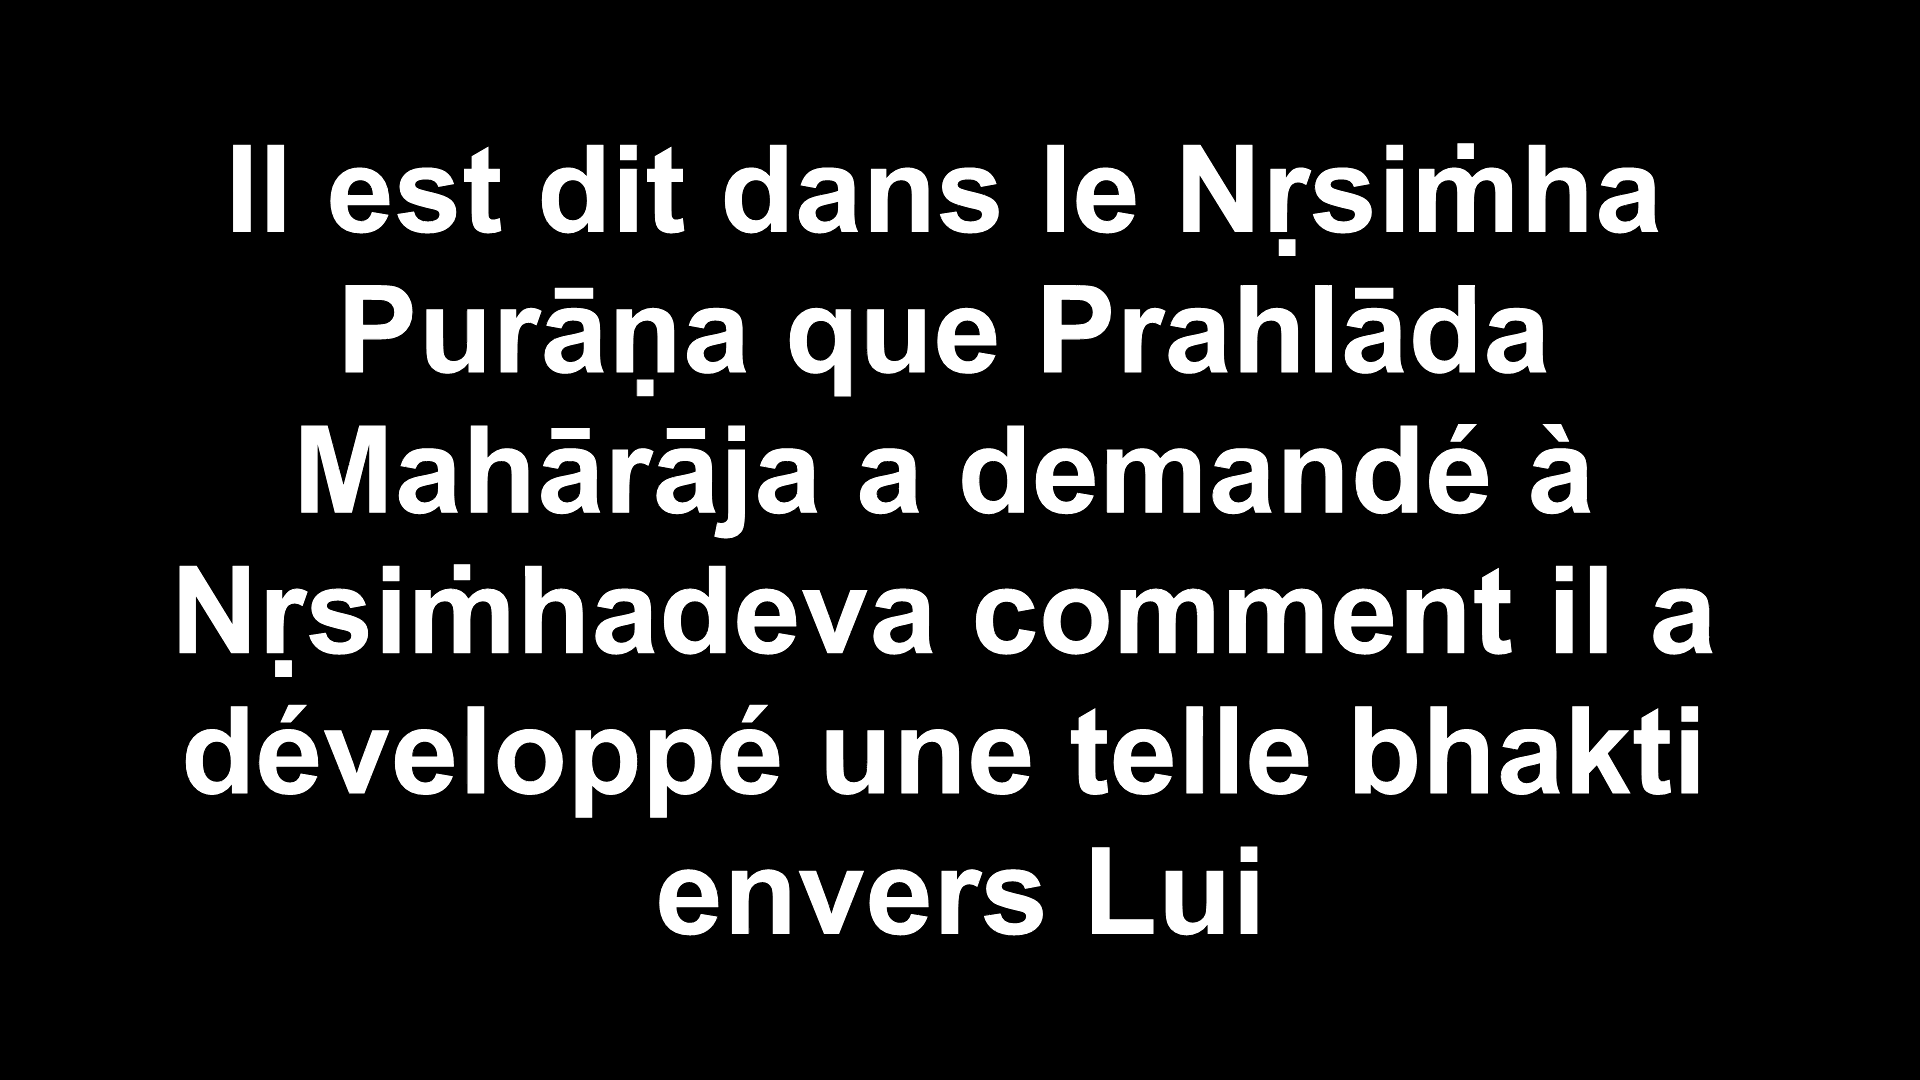 Il est dit dans le Nṛsiṁha
Purāṇa que Prahlāda
Mahārāja a demandé à
Nṛsiṁhadeva comment il a
développé une telle bhakti
envers Lui